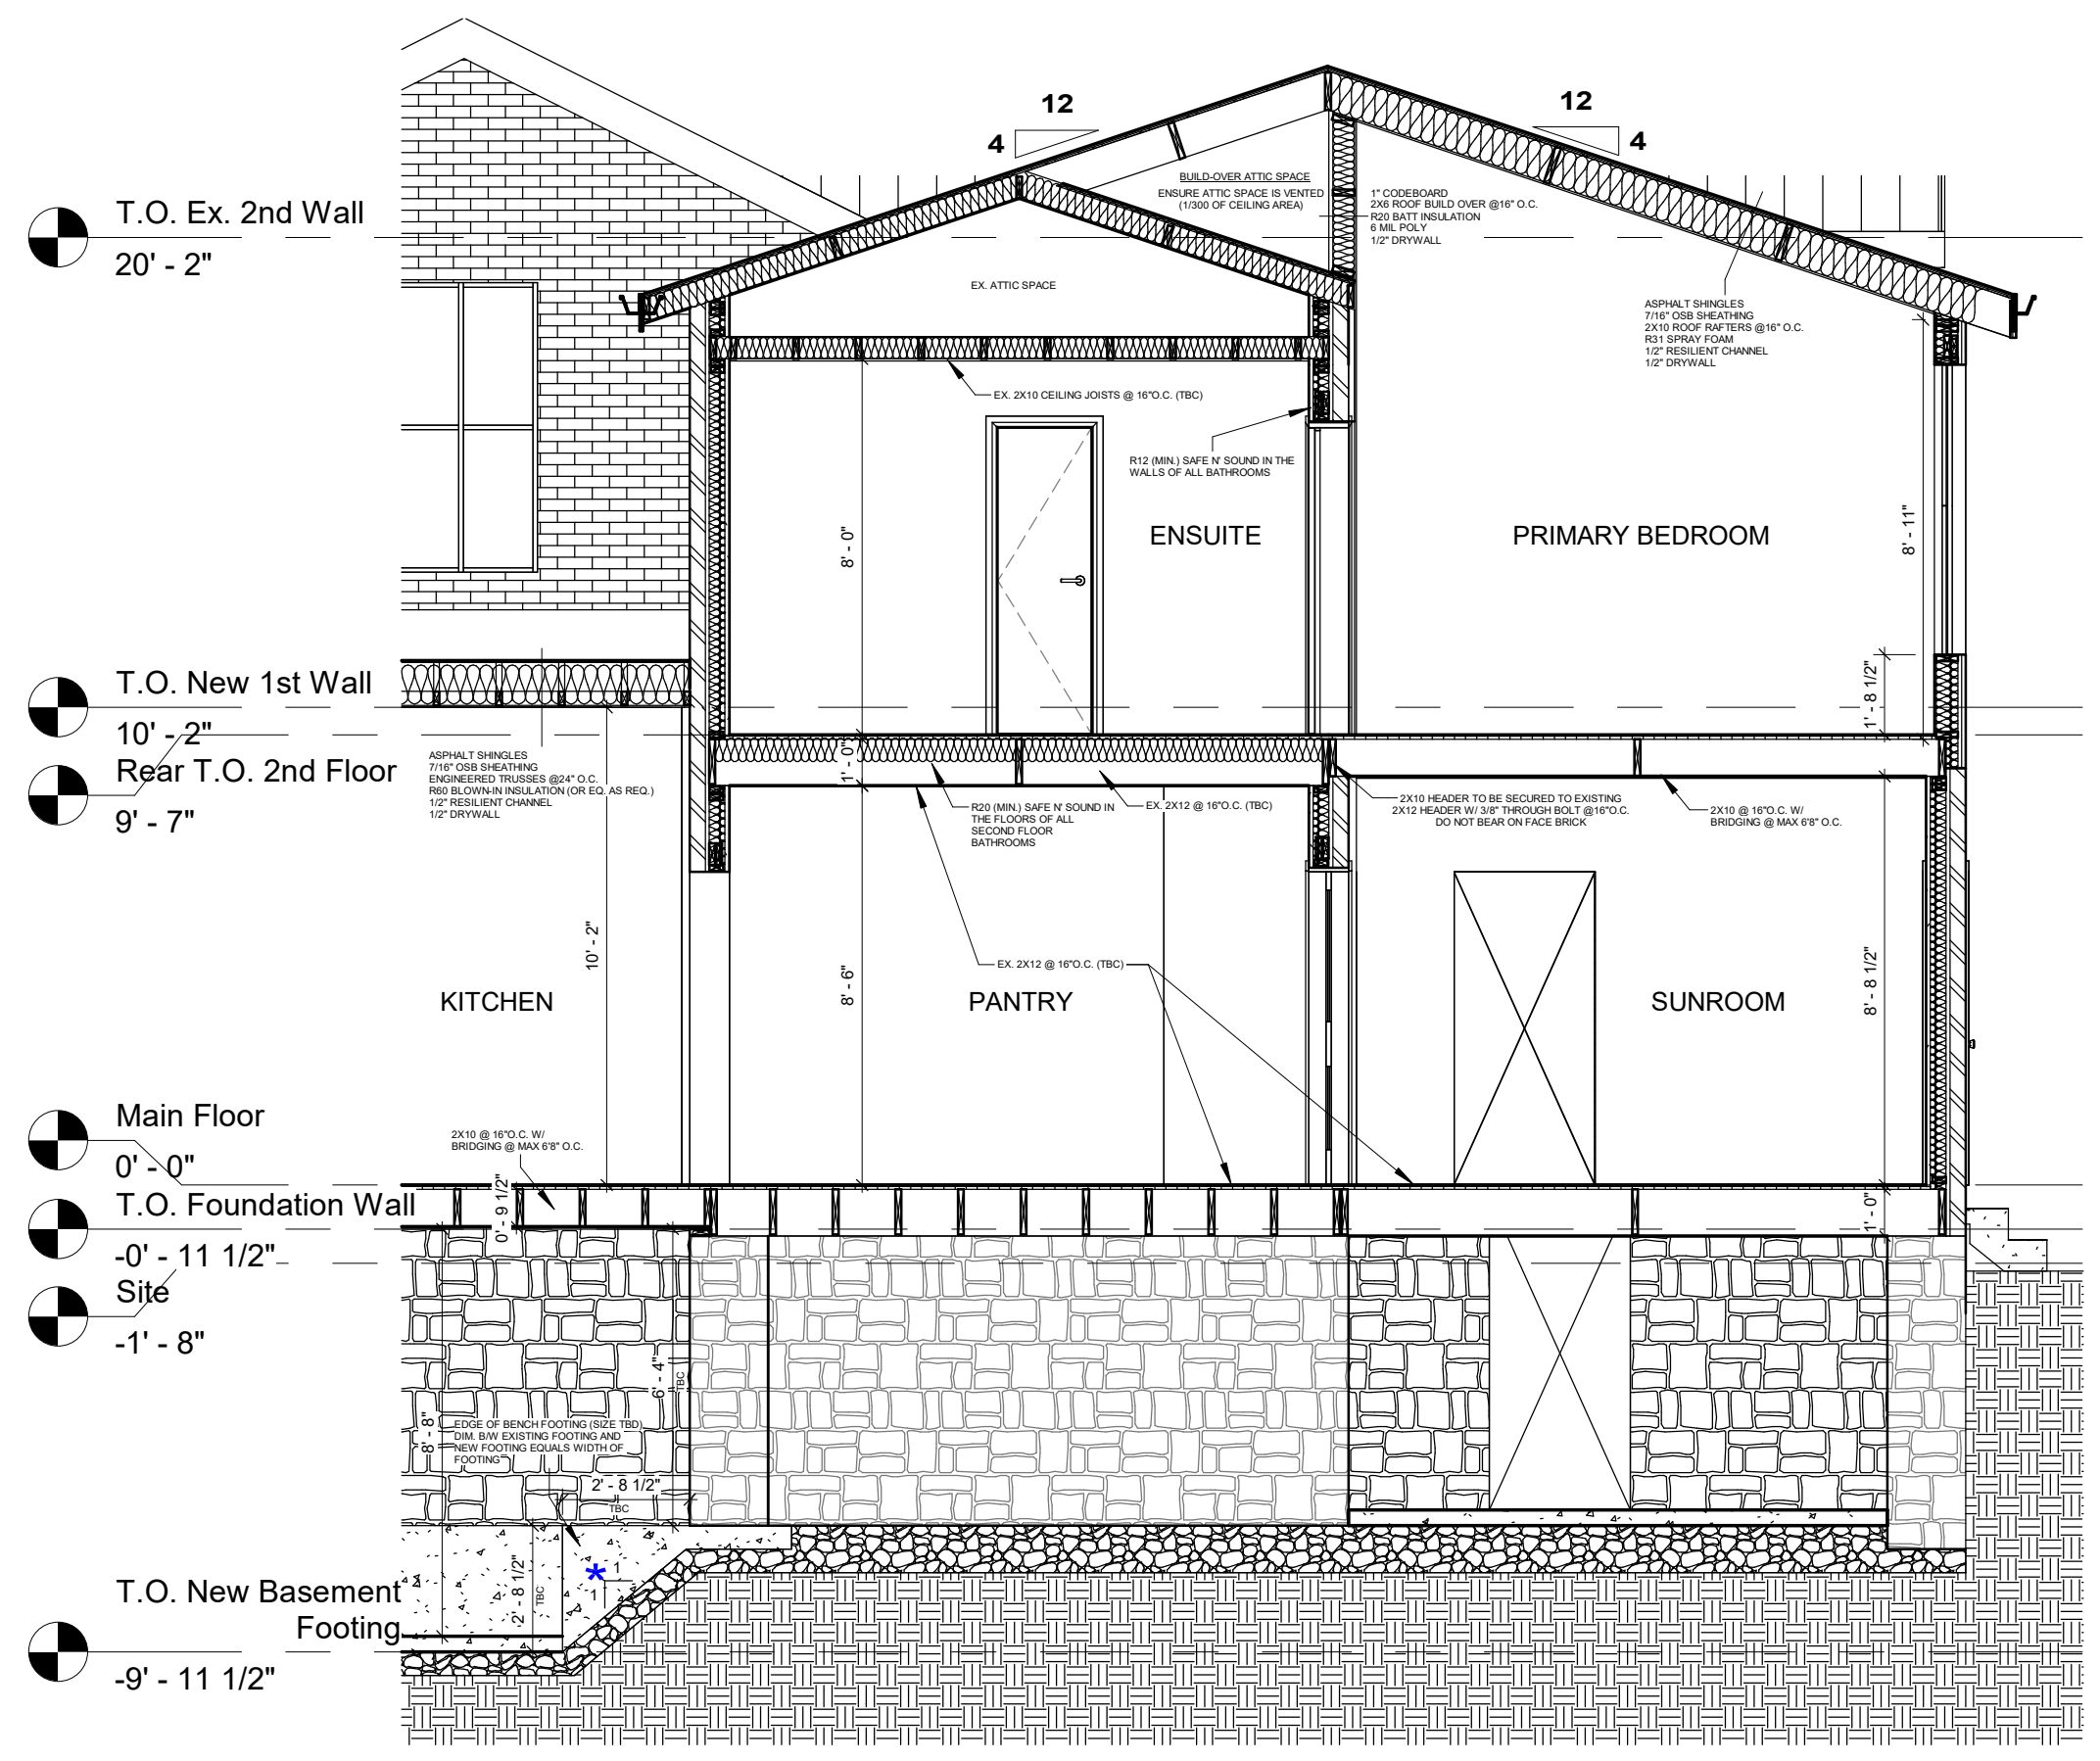 12
4
12
4
BUILD-OVER ATTIC SPACE
ENSURE ATTIC SPACE IS VENTED
(1/300 OF CEILING AREA)
1" CODEBOARD
2X6 ROOF BUILD OVER @16" O.C.
R20 BATT INSULATION
6 MIL POLY
1/2" DRYWALL
T.O. Ex. 2nd Wall
20' - 2"
EX. ATTIC SPACE
ASPHALT SHINGLES
7/16" OSB SHEATHING
2X10 ROOF RAFTERS @16" O.C.
R31 SPRAY FOAM
1/2" RESILIENT CHANNEL
1/2" DRYWALL
EX. 2X10 CEILING JOISTS @ 16"O.C. (TBC)
R12 (MIN.) SAFE N' SOUND IN THE
WALLS OF ALL BATHROOMS
8' - 0"
ENSUITE
PRIMARY BEDROOM
8' - 11"
T.O. New 1st Wall
10' - 2"
1' - 8 1/2"
Rear T.O. 2nd Floor
9' - 7"
ASPHALT SHINGLES
7/16" OSB SHEATHING
ENGINEERED TRUSSES @24" O.C.
R60 BLOWN-IN INSULATION (OR EQ. AS REQ.)
1/2" RESILIENT CHANNEL
1/2" DRYWALL
1' - 0"
R20 (MIN.) SAFE N' SOUND IN
THE FLOORS OF ALL
SECOND FLOOR
BATHROOMS
EX. 2X12 @ 16"O.C. (TBC)
2X10 HEADER TO BE SECURED TO EXISTING
2X12 HEADER W/ 3/8" THROUGH BOLT @16"O.C.
DO NOT BEAR ON FACE BRICK
2X10 @ 16"O.C. W/
BRIDGING @ MAX 6'8" O.C.
10' - 2"
8' - 6"
EX. 2X12 @ 16"O.C. (TBC)
8' - 8 1/2"
KITCHEN
PANTRY
SUNROOM
Main Floor
0' - 0"
2X10 @ 16"O.C. W/
BRIDGING @ MAX 6'8" O.C.
T.O. Foundation Wall
-0' - 11 1/2"
0' - 9 1/2"
1' - 0"
Site
-1' - 8"
6' - 4"
TBC
8' - 8"
EDGE OF BENCH FOOTING (SIZE TBD)
DIM. B/W EXISTING FOOTING AND
NEW FOOTING EQUALS WIDTH OF
FOOTING
2' - 8 1/2"
TBC
2' - 8 1/2"
TBC
*
1
1
T.O. New Basement
Footing
-9' - 11 1/2"